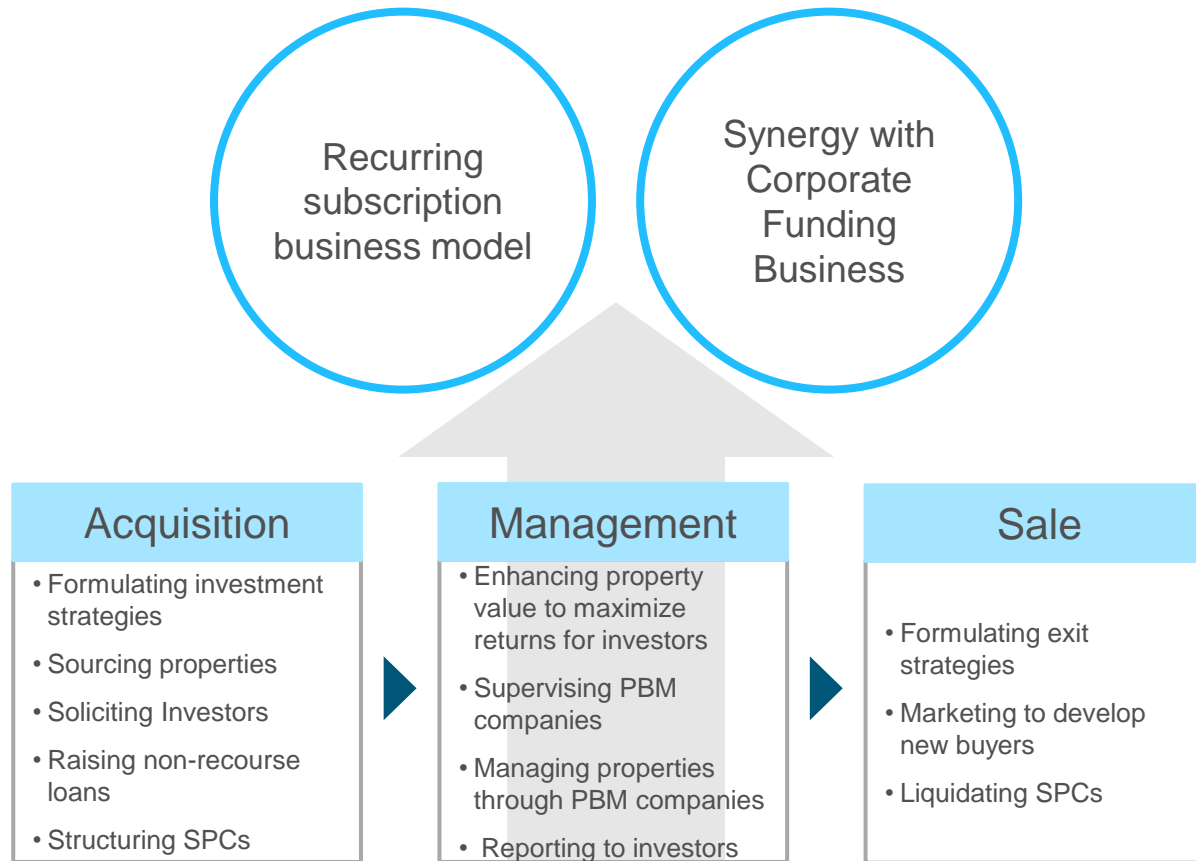 Recurring
subscription
business model
Synergy with
Corporate
Funding
Business
Acquisition
• Formulating investment
strategies
• Sourcing properties
• Soliciting Investors
• Raising non-recourse
loans
• Structuring SPCs
Management
• Enhancing property
value to maximize
returns for investors
• Supervising PBM
companies
• Managing properties
through PBM companies
• Reporting to investors
Sale
• Formulating exit
strategies
• Marketing to develop
new buyers
• Liquidating SPCs